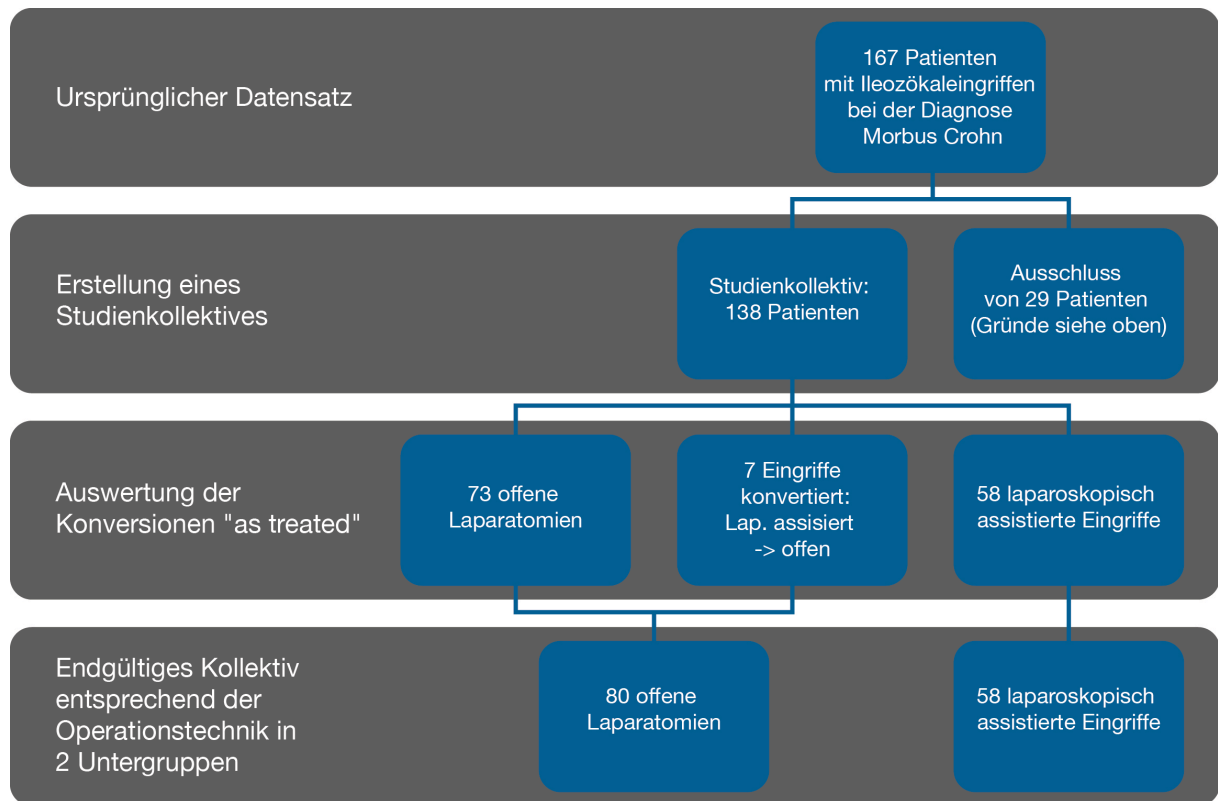 Ursprünglicher Datensatz
167 Patienten
mit Ileozökaleingriffen
bei der Diagnose
Morbus Crohn
Erstellung eines
Studienkollektives
Studienkollektiv:
138 Patienten
Ausschluss
von 29 Patienten
(Gründe siehe oben)
Auswertung der
Konversionen "as treated"
73 offene
Laparatomien
7 Eingriffe
konvertiert:
Lap. assisiert
-> offen
58 laparoskopisch
assistierte Eingriffe
Endgültiges Kollektiv
entsprechend der
Operationstechnik in
2 Untergruppen
80 offene
Laparatomien
58 laparoskopisch
assistierte Eingriffe